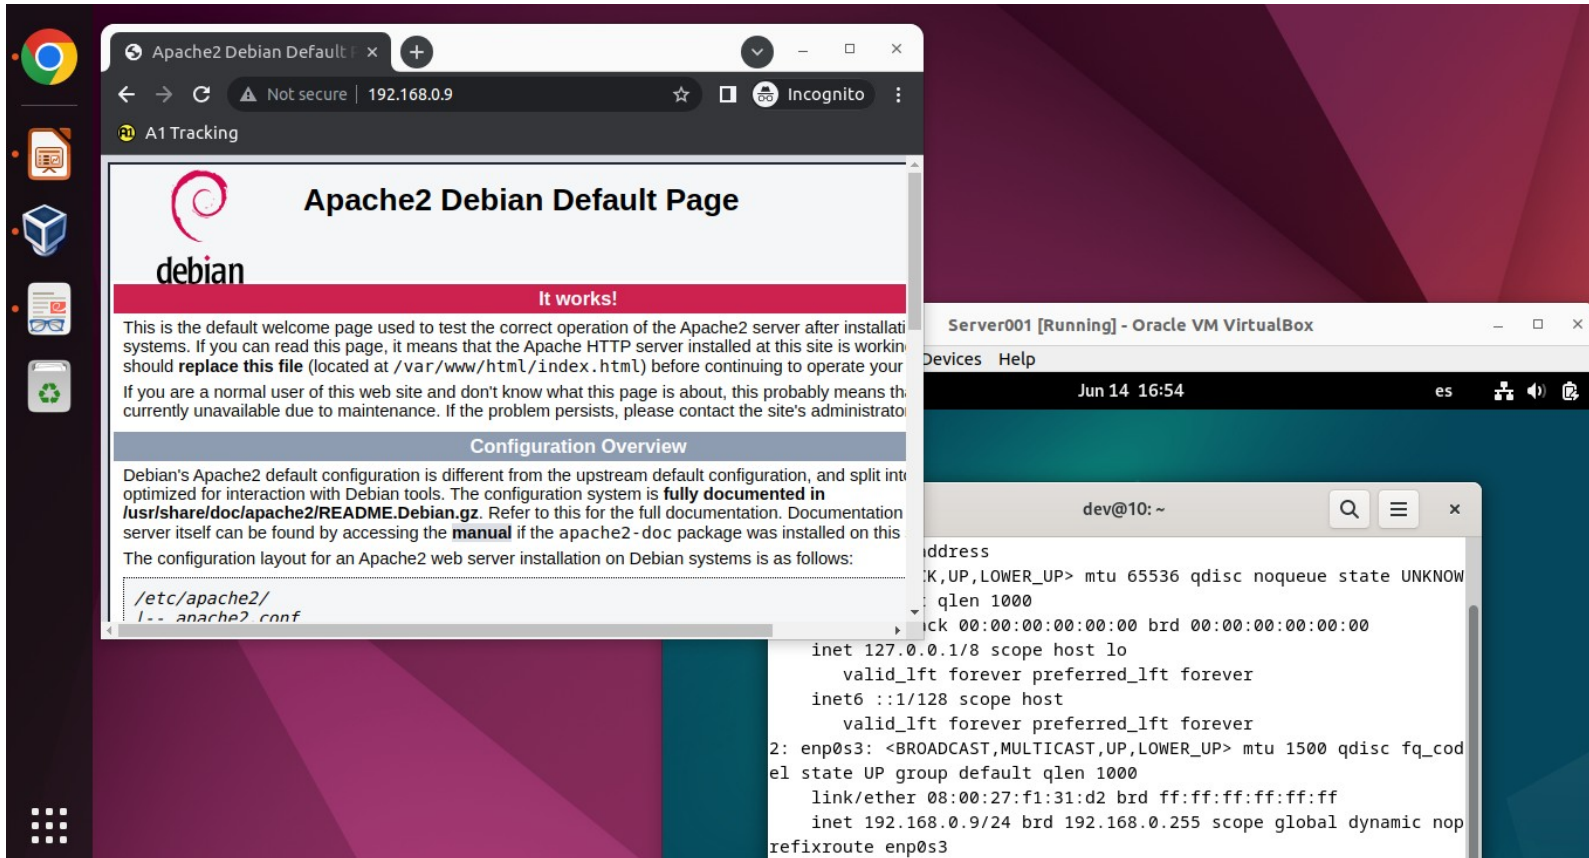 Apache2 Debian Default
Not secure 192.168.0.9
Incognito
A1 Tracking
debian
Apache2 Debian Default Page
It works!
This is the default welcome page used to test the correct operation of the Apache2 server after
systems. If you can read this page, it means that the Apache HTTP server installed at this site is
should replace this file (located at /var/www/html/index.html) before continuing to operate your
If you are a normal user of this web site and don't know what this page is about, this probably means
currently unavailable due to maintenance. If the problem persists, please contact the site's
Configuration Overview
Debian's Apache2 default configuration is different from the upstream default configuration, and split
optimized for interaction with Debian tools. The configuration system is fully documented in
/usr/share/doc/apache2/README.Debian.gz. Refer to this for the full documentation. Documentation
server itself can be found by accessing the manual if the apache2-doc package was installed on this
The configuration layout for an Apache2 web server installation on Debian systems is as follows:
/etc/apache2/
|-- apache2.conf
Server001 [Running] - Oracle VM VirtualBox
Devices Help
Jun 14 16:54 es
dev@10: ~
address
K,UP,LOWER_UP> mtu 65536 qdisc noqueue state UNKNOW
qlen 1000
ck 00:00:00:00:00:00 brd 00:00:00:00:00:00
inet 127.0.0.1/8 scope host lo
valid_lft forever preferred_lft forever
inet6 ::1/128 scope host
valid_lft forever preferred_lft forever
2: enp0s3: <BROADCAST,MULTICAST,UP,LOWER_UP> mtu 1500 qdisc fq_cod
el state UP group default qlen 1000
link/ether 08:00:27:f1:31:d2 brd ff:ff:ff:ff:ff:ff
inet 192.168.0.9/24 brd 192.168.0.255 scope global dynamic nop
refixroute enp0s3